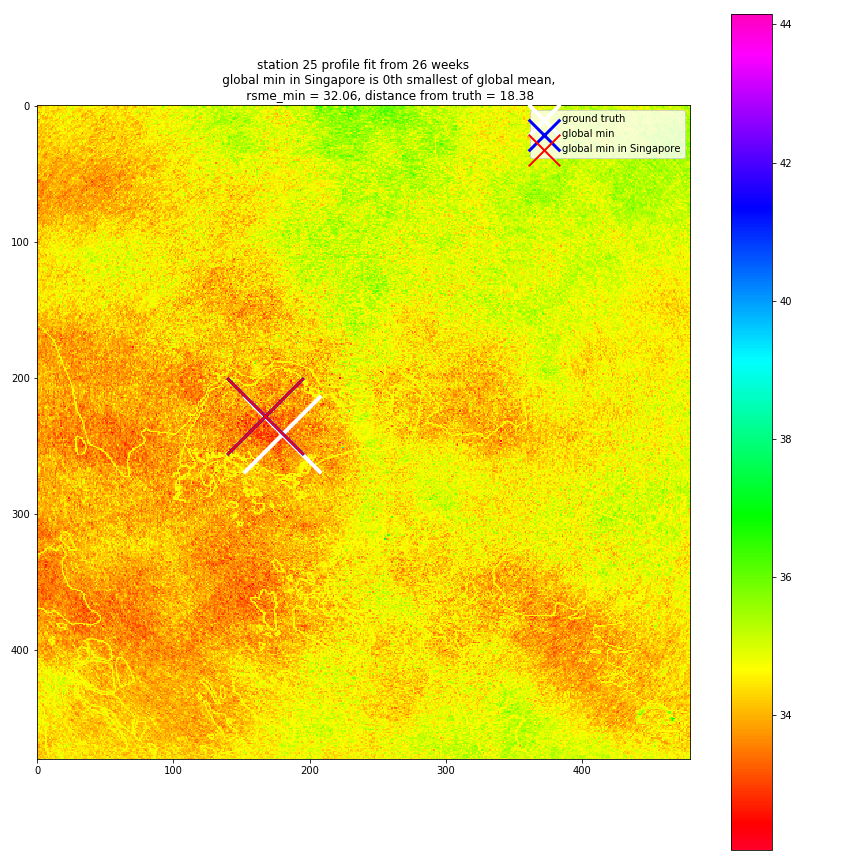 station 25 profile fit from 26 weeks
global min in Singapore is 0th smallest of global mean,
rsme_min = 32.06, distance from truth = 18.38
ground truth
global min
global min in Singapore
0
100
200
300
400
0
100
200
300
400
44
42
40
38
36
34